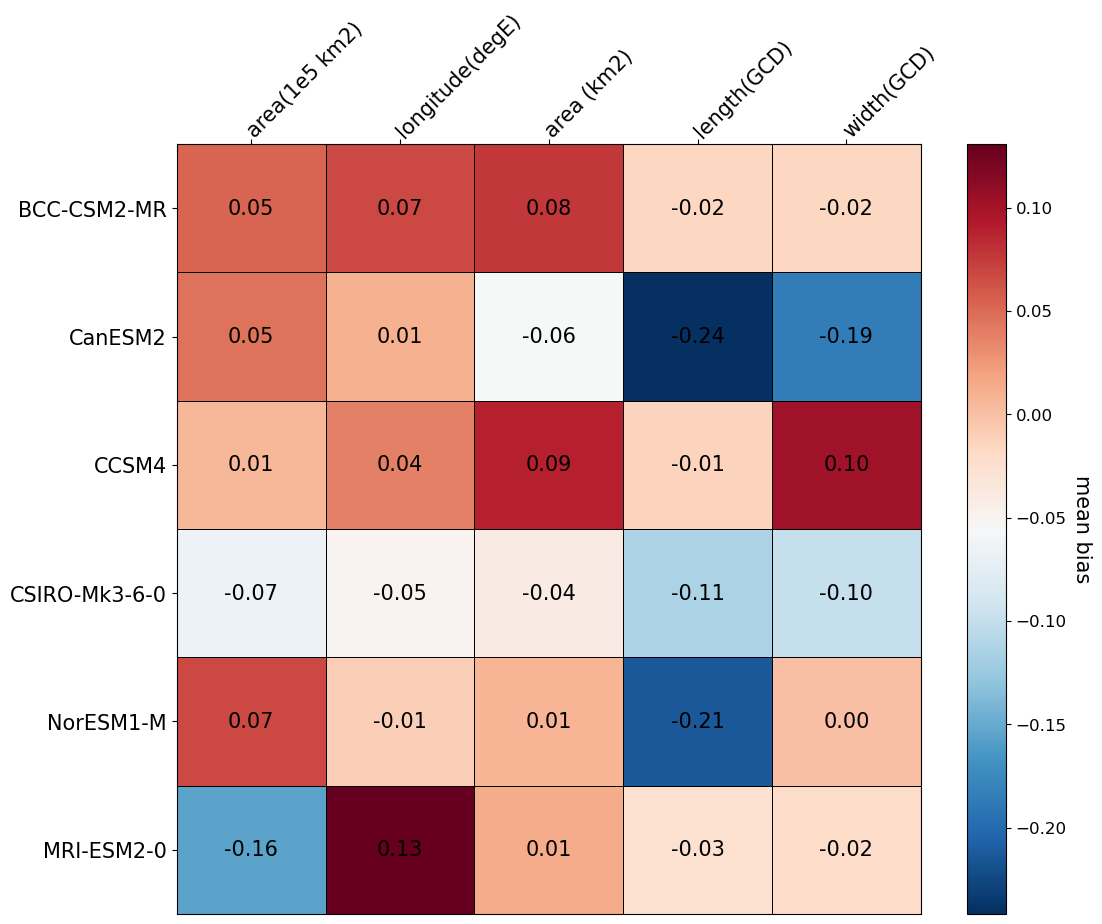 area(1e5 km2) longitude(degE) area (km2) length(GCD) width(GCD)
BCC-CSM2-MR 0.05 0.07 0.08 -0.02 -0.02
CanESM2 0.05 0.01 -0.06 -0.24 -0.19
CCSM4 0.01 0.04 0.09 -0.01 0.10
CSIRO-Mk3-6-0 -0.07 -0.05 -0.04 -0.11 -0.10
NorESM1-M 0.07 -0.01 0.01 -0.21 0.00
MRI-ESM2-0 -0.16 0.13 0.01 -0.03 -0.02
0.10
0.05
0.00
−0.05
−0.10
−0.15
−0.20
mean bias